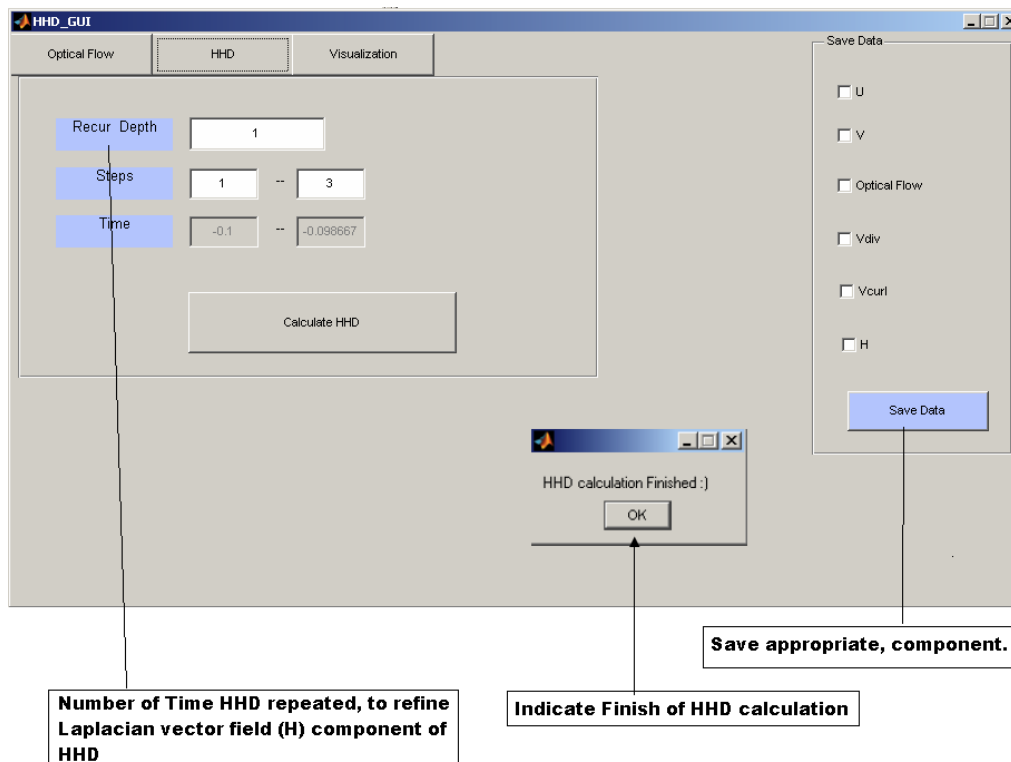 HHD_GUI
Optical Flow
HHD
Visualization
Recur Depth
1
Steps
1
--
3
Time
-0.1
--
-0.098667
Calculate HHD
Save Data
U
V
Optical Flow
Vdiv
Vcurl
H
Save Data
HHD calculation Finished :)
OK
Save appropriate, component.
Number of Time HHD repeated, to refine
Laplacian vector field (H) component of
HHD
Indicate Finish of HHD calculation